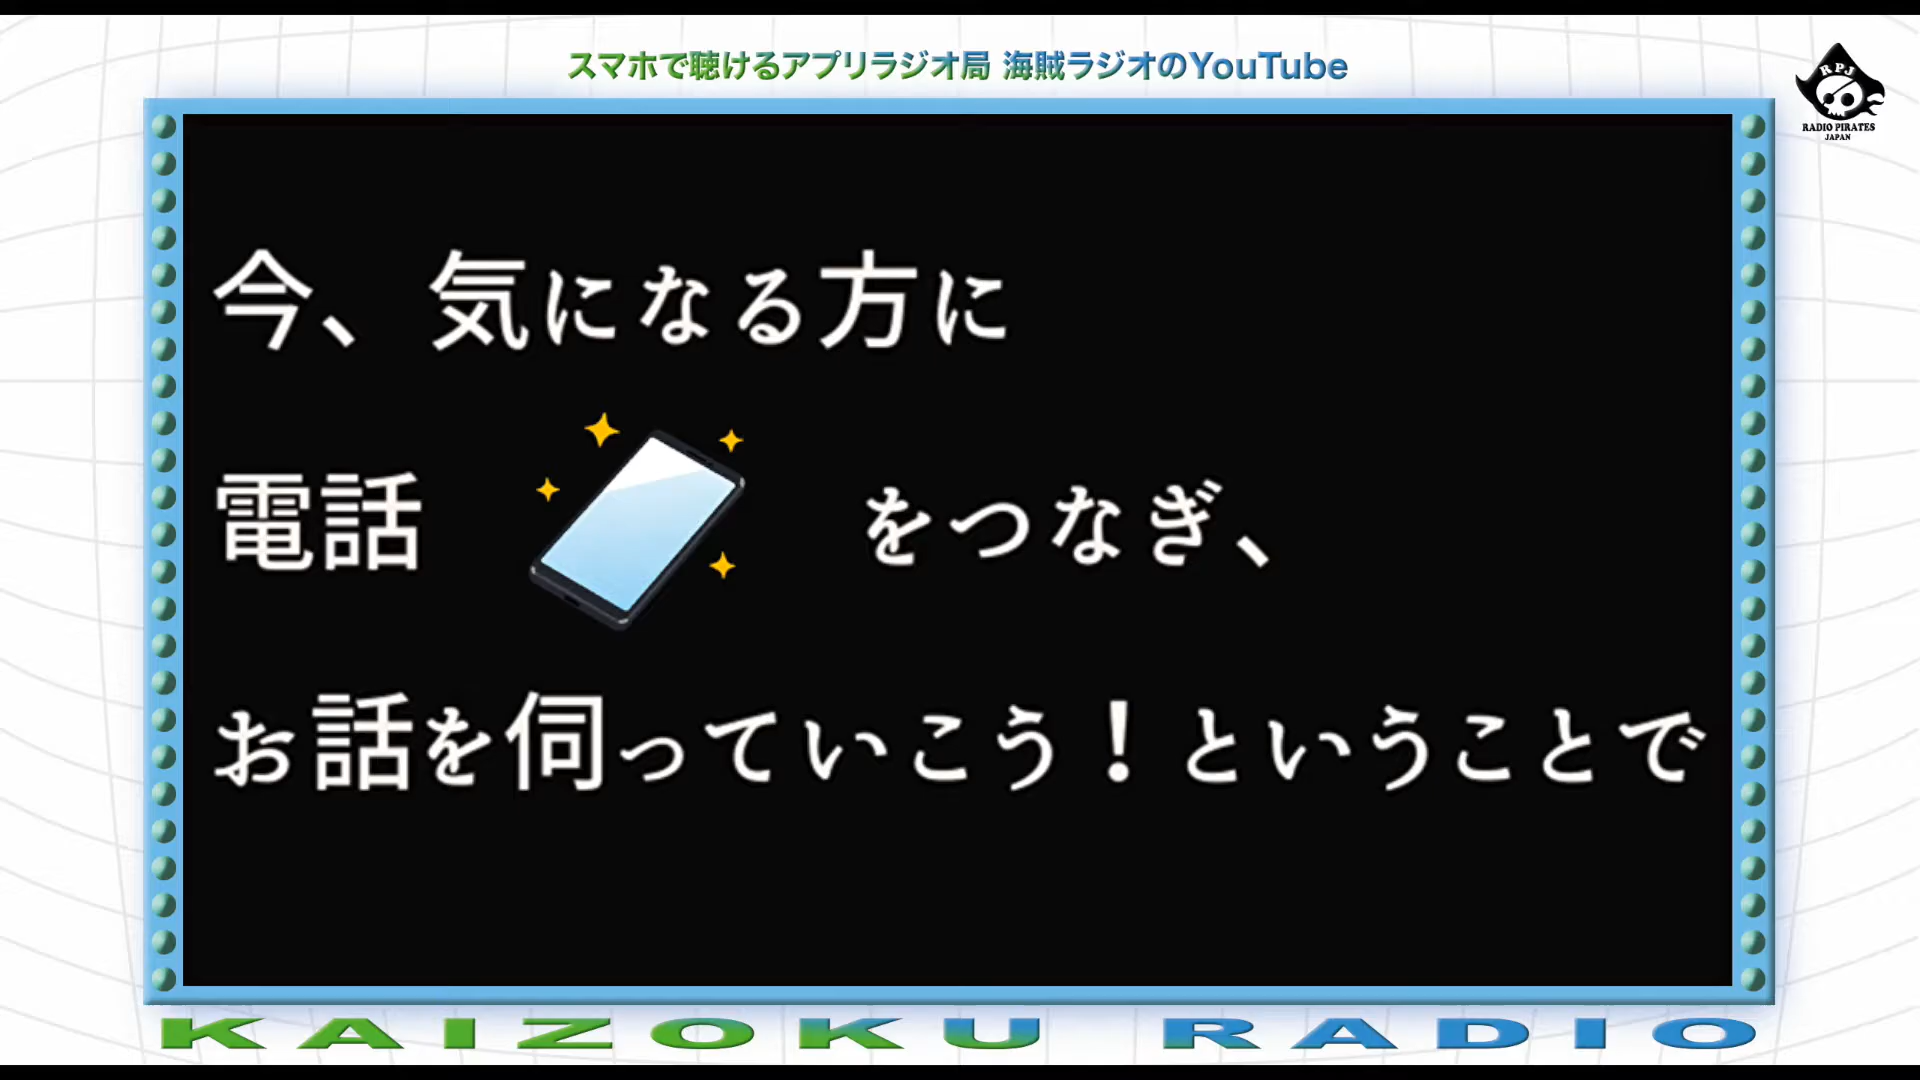 スマホで聴けるアプリラジオ局 海賊ラジオのYouTube
RPJ
RADIO PIRATES
JAPAN
今、気になる方に
電話 をつなぎ、
お話を伺っていこう！ということで
KAIZOKU RADIO